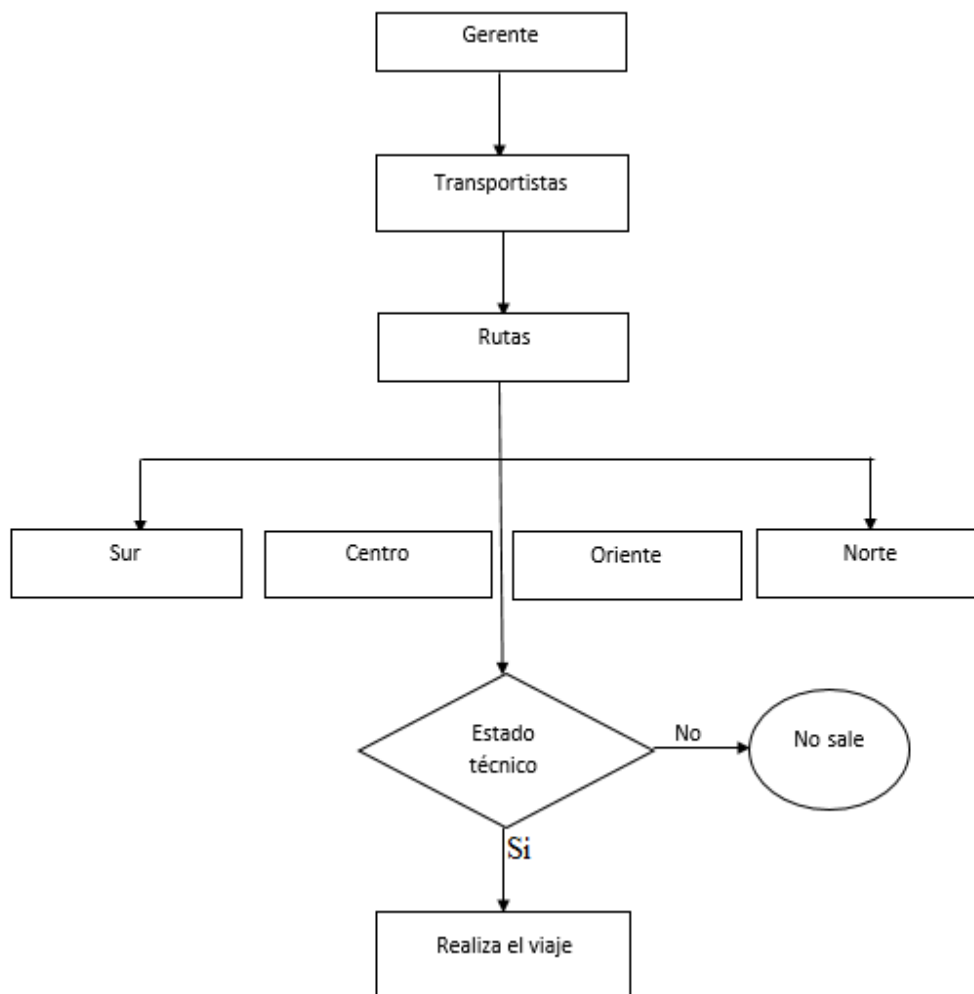 Gerente
Transportistas
Rutas
Sur
Centro
Oriente
Norte
Estado
técnico
No
No sale
Si
Realiza el viaje